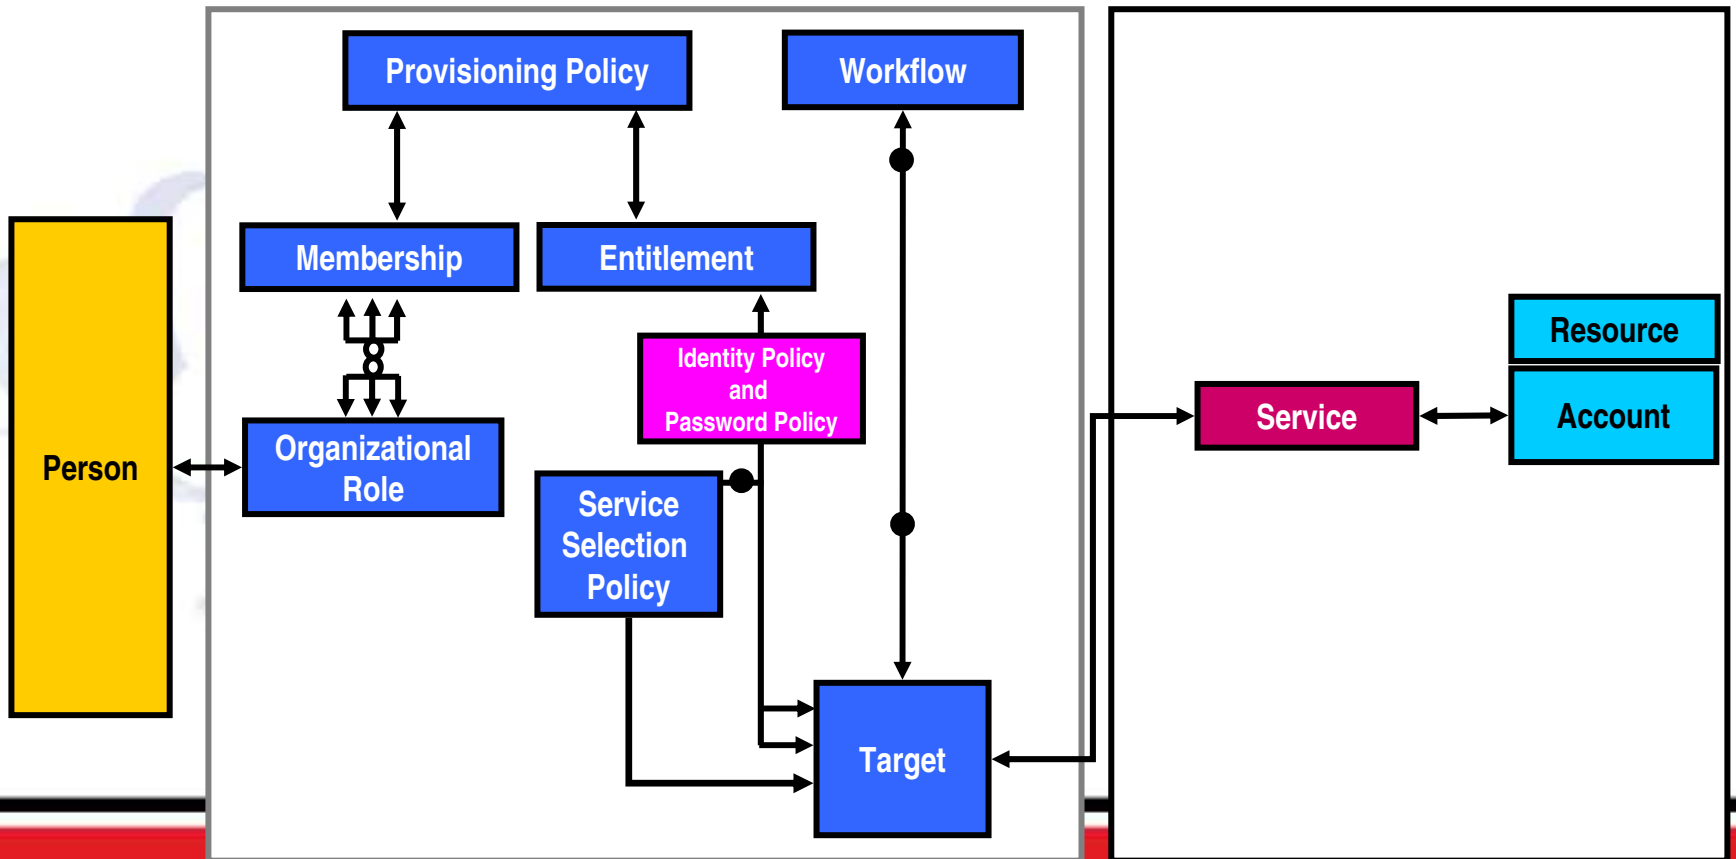 Provisioning Policy
Workflow
Membership
Entitlement
Identity Policy
and
Password Policy
Resource
Service
Account
Person
Organizational
Role
Service
Selection
Policy
Target